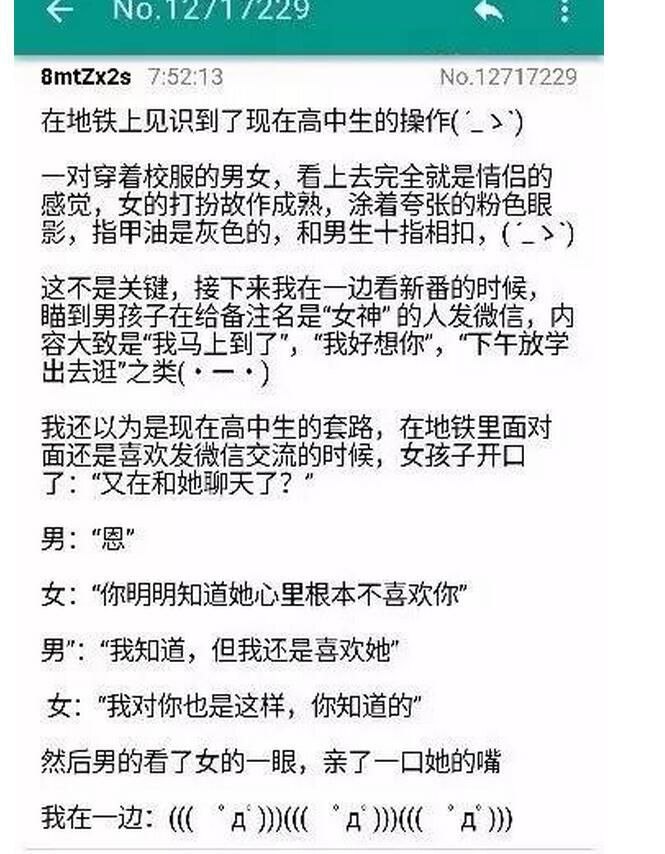 No.12717229
8mtZx2s 7:52:13 No.12717229
在地铁上见识到了现在高中生的操作(´_ゝ`)
一对穿着校服的男女，看上去完全就是情侣的
感觉，女的打扮故作成熟，涂着夸张的粉色眼
影，指甲油是灰色的，和男生十指相扣，(´_ゝ`)
这不是关键，接下来我在一边看新番的时候，
瞄到男孩子在给备注名是“女神” 的人发微信，内
容大致是“我马上到了”，“我好想你”，“下午放学
出去逛”之类(・ー・)
我还以为是现在高中生的套路，在地铁里面对
面还是喜欢发微信交流的时候，女孩子开口
了：“又在和她聊天了？”
男：“恩”
女：“你明明知道她心里根本不喜欢你”
男”：“我知道，但我还是喜欢她”
女：“我对你也是这样，你知道的”
然后男的看了女的一眼，亲了一口她的嘴
我在一边：(((　ﾟдﾟ)))(((　ﾟдﾟ)))(((　ﾟдﾟ)))